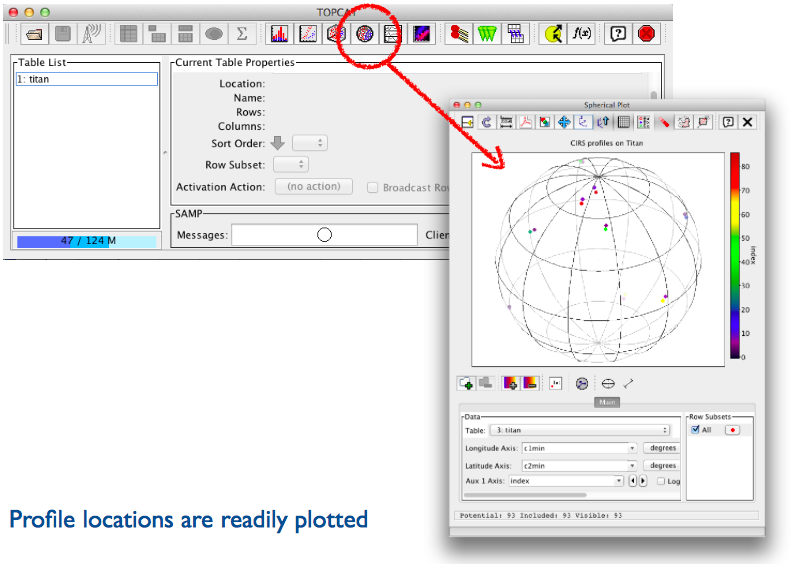 TOPCAT
Σ
f(x)
?
Table List
1: titan
47 / 124 M
Current Table Properties
Location:
Name:
Rows:
Columns:
Sort Order:
Row Subset:
Activation Action: (no action) Broadcast Row
SAMP
Messages: Clien
Spherical Plot
?
CIRS profiles on Titan
80
70
60
50
40
30
20
10
0
index
Main
Data
Table: 3: titan
Longitude Axis: c1min degrees
Latitude Axis: c2min degrees
Aux 1 Axis: index Log
Row Subsets
All
Potential: 93 Included: 93 Visible: 93
Profile locations are readily plotted